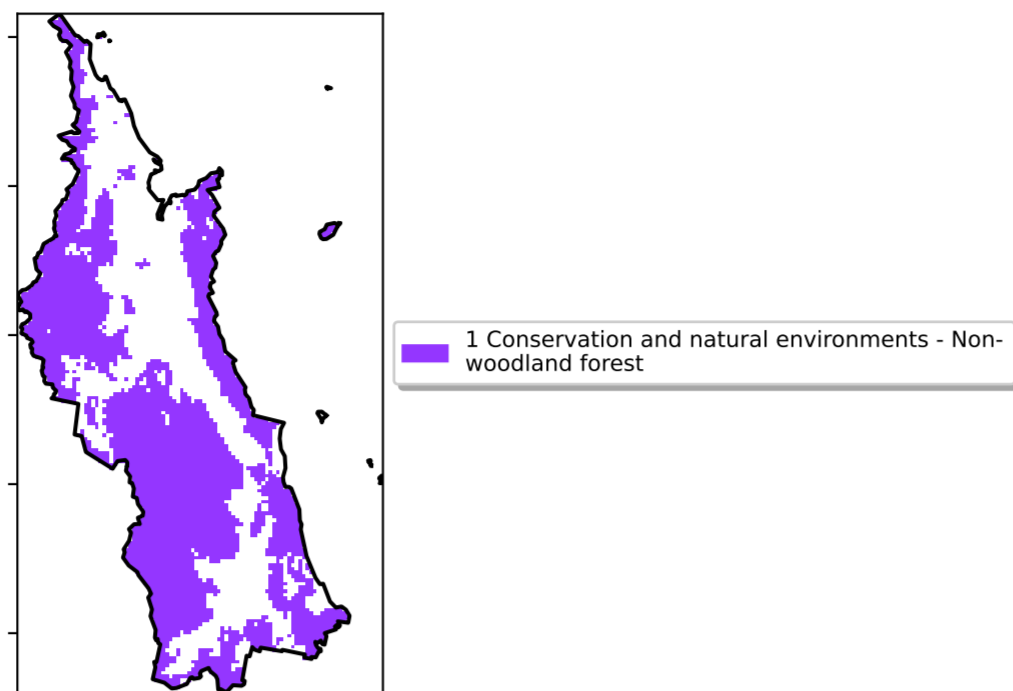 1 Conservation and natural environments - Non-
woodland forest